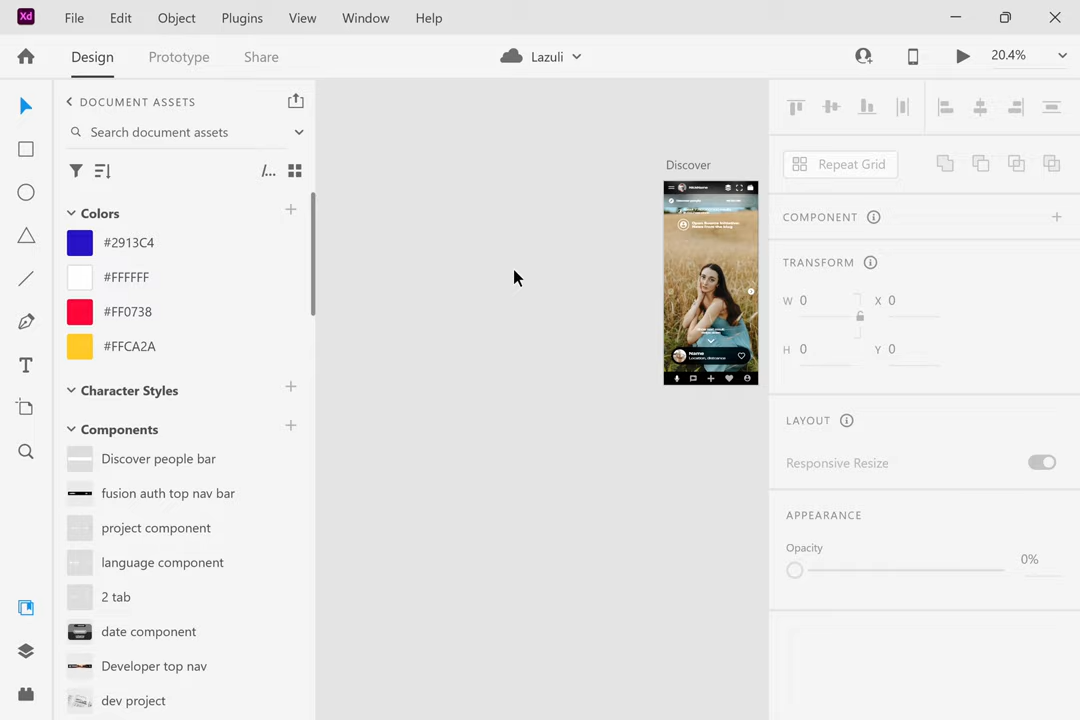 Xd File Edit Object Plugins View Window Help
Design Prototype Share Lazuli 20.4%
DOCUMENT ASSETS
Search document assets
/...
Colors
#2913C4
#FFFFFF
#FF0738
#FFCA2A
Character Styles
Components
Discover people bar
fusion auth top nav bar
project component
language component
2 tab
date component
Developer top nav
dev project
Discover
Name
Location, distance
Repeat Grid
COMPONENT
TRANSFORM
W 0 X 0
H 0 Y 0
LAYOUT
Responsive Resize
APPEARANCE
Opacity
0%